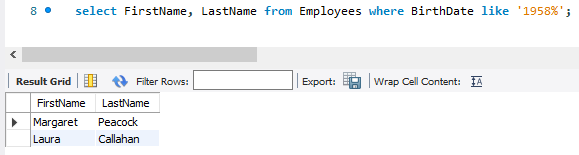 8 select FirstName, LastName from Employees where BirthDate like '1958%';
Result Grid Filter Rows: Export: Wrap Cell Content: IA
FirstName LastName
Margaret Peacock
Laura Callahan